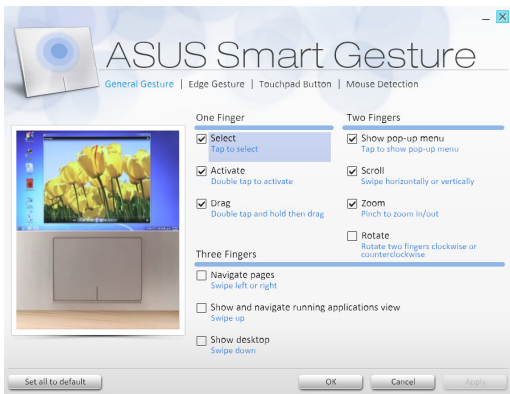 ASUS Smart Gesture
General Gesture | Edge Gesture | Touchpad Button | Mouse Detection
One Finger
Select
Tap to select
Activate
Double tap to activate
Drag
Double tap and hold then drag
Two Fingers
Show pop-up menu
Tap to show pop-up menu
Scroll
Swipe horizontally or vertically
Zoom
Pinch to zoom in/out
Rotate
Rotate two fingers clockwise or
counterclockwise
Three Fingers
Navigate pages
Swipe left or right
Show and navigate running applications view
Swipe up
Show desktop
Swipe down
Set all to default
OK
Cancel
Apply